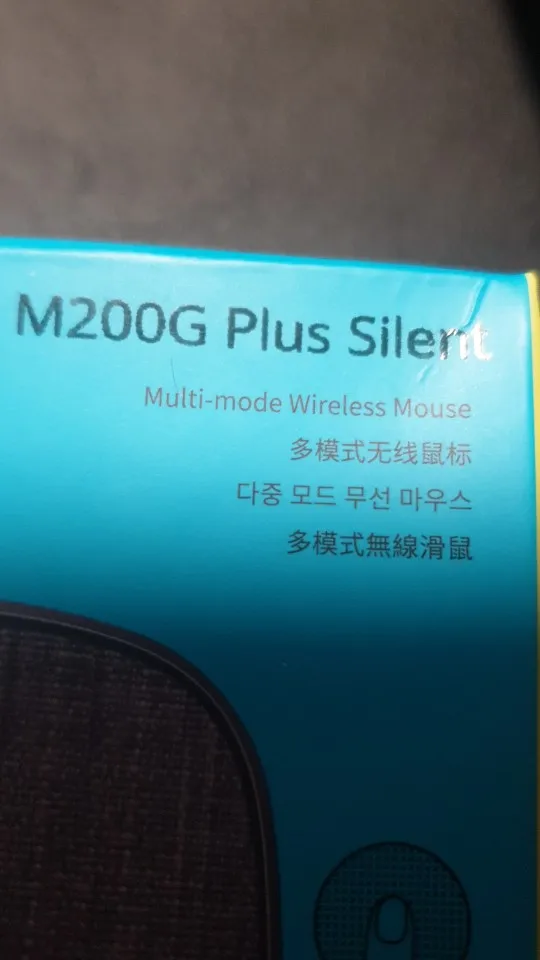 M200G Plus Silent
Multi-mode Wireless Mouse
多模式无线鼠标
다중 모드 무선 마우스
多模式無線滑鼠